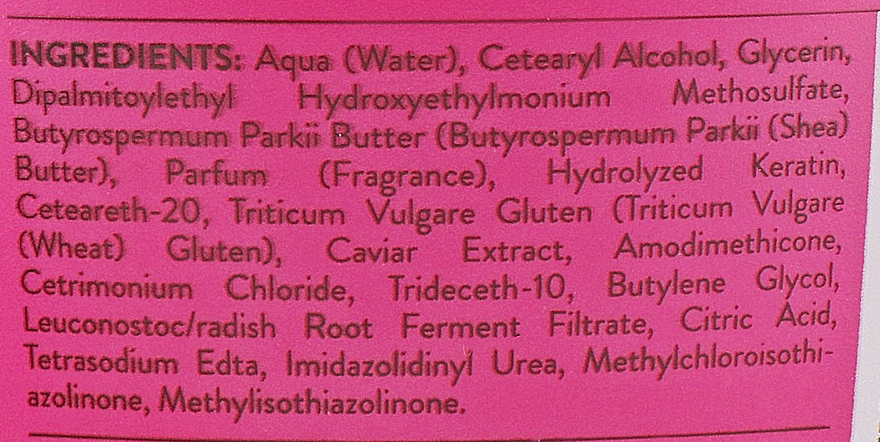 INGREDIENTS: Aqua (Water), Cetearyl Alcohol, Glycerin,
Dipalmitoylethyl Hydroxyethylmonium Methosulfate,
Butyrospermum Parkii Butter (Butyrospermum Parkii (Shea)
Butter), Parfum (Fragrance), Hydrolyzed Keratin,
Ceteareth-20, Triticum Vulgare Gluten (Triticum Vulgare
(Wheat) Gluten), Caviar Extract, Amodimethicone,
Cetrimonium Chloride, Trideceth-10, Butylene Glycol,
Leuconostoc/radish Root Ferment Filtrate, Citric Acid,
Tetrasodium Edta, Imidazolidinyl Urea, Methylchloroisothi-
azolinone, Methylisothiazolinone.